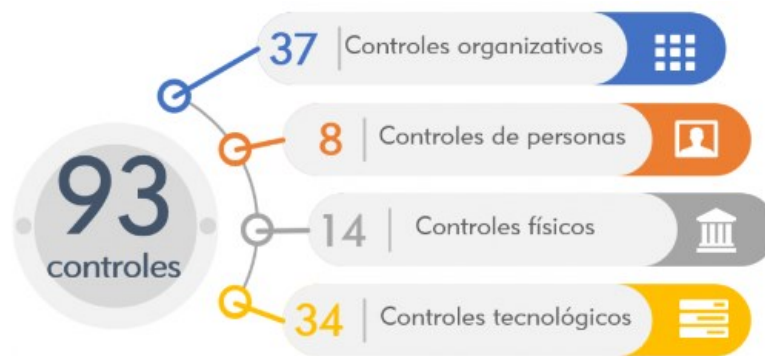 37 Controles organizativos
8 Controles de personas
93
controles
14 Controles físicos
34 Controles tecnológicos